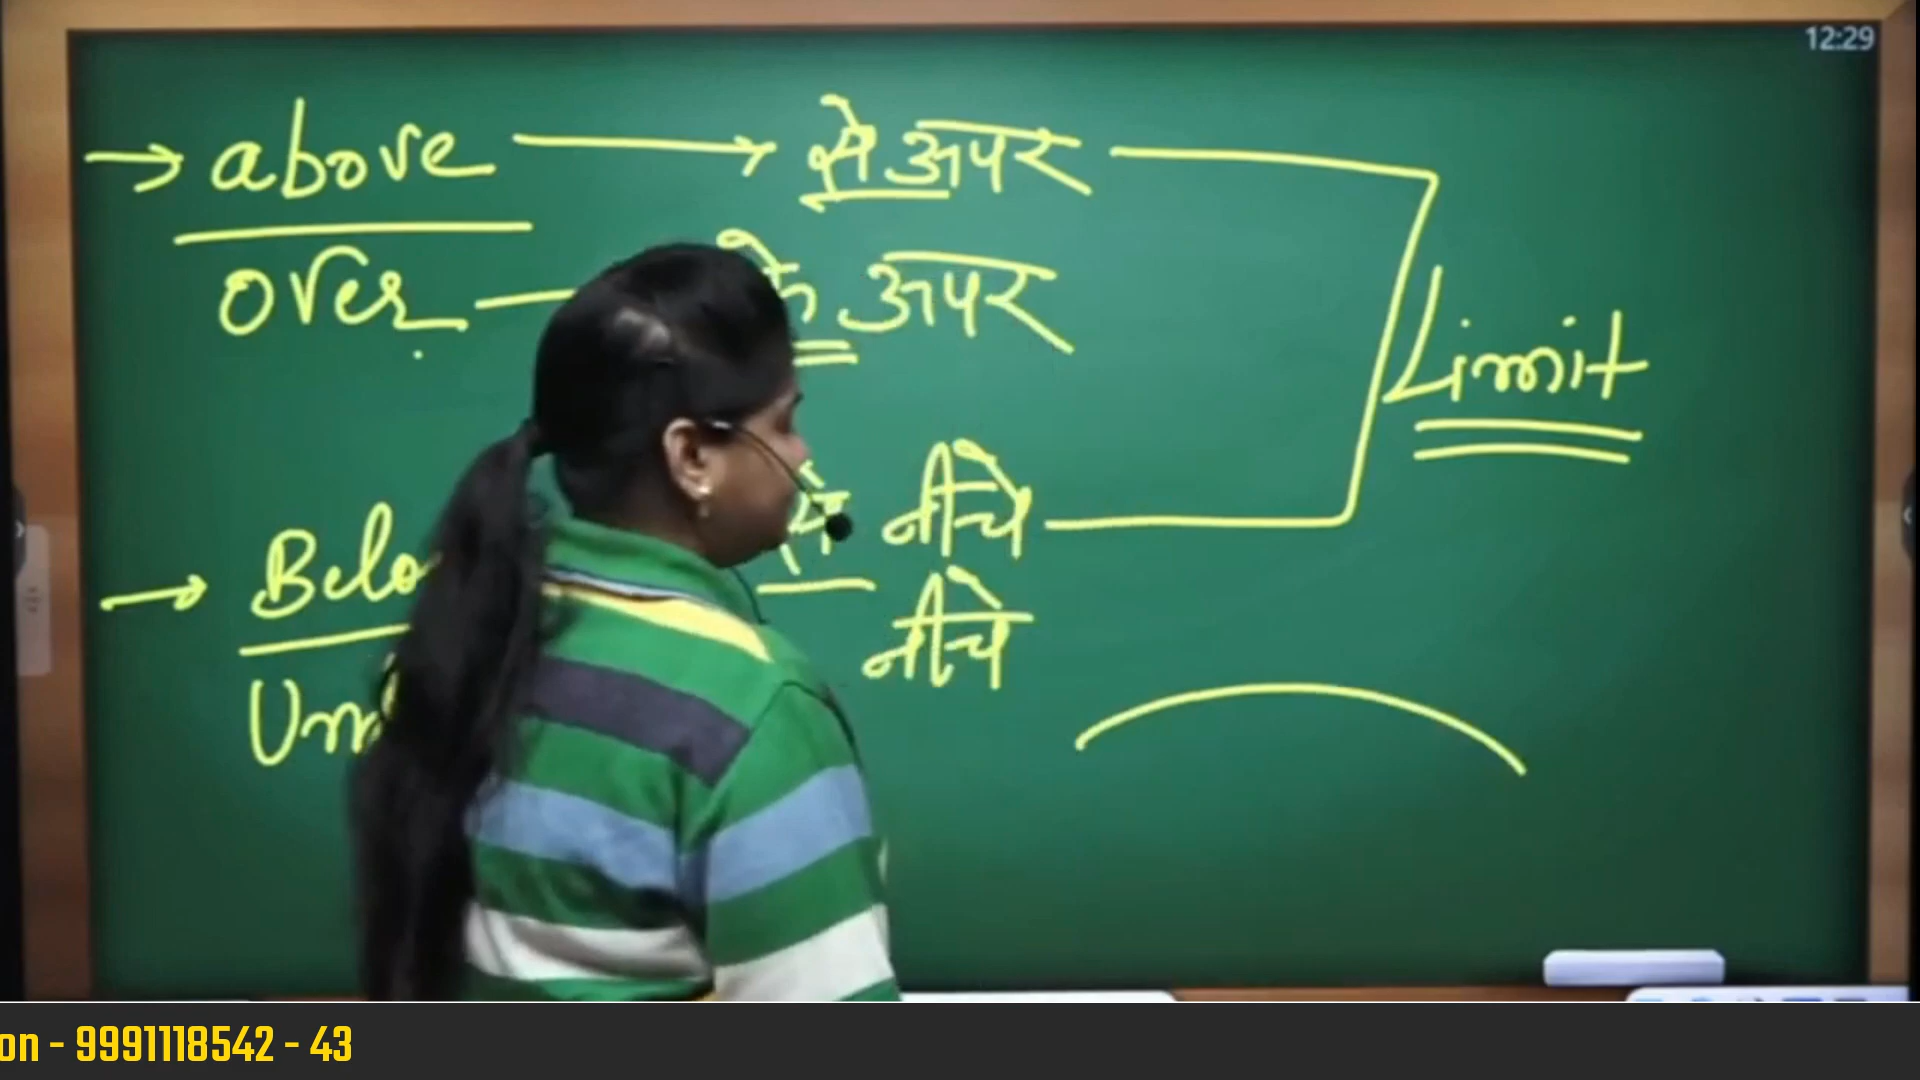 12:29
→ above → से ऊपर
over — के ऊपर
Limit
→ से नीचे
नीचे
on - 9991118542 - 43